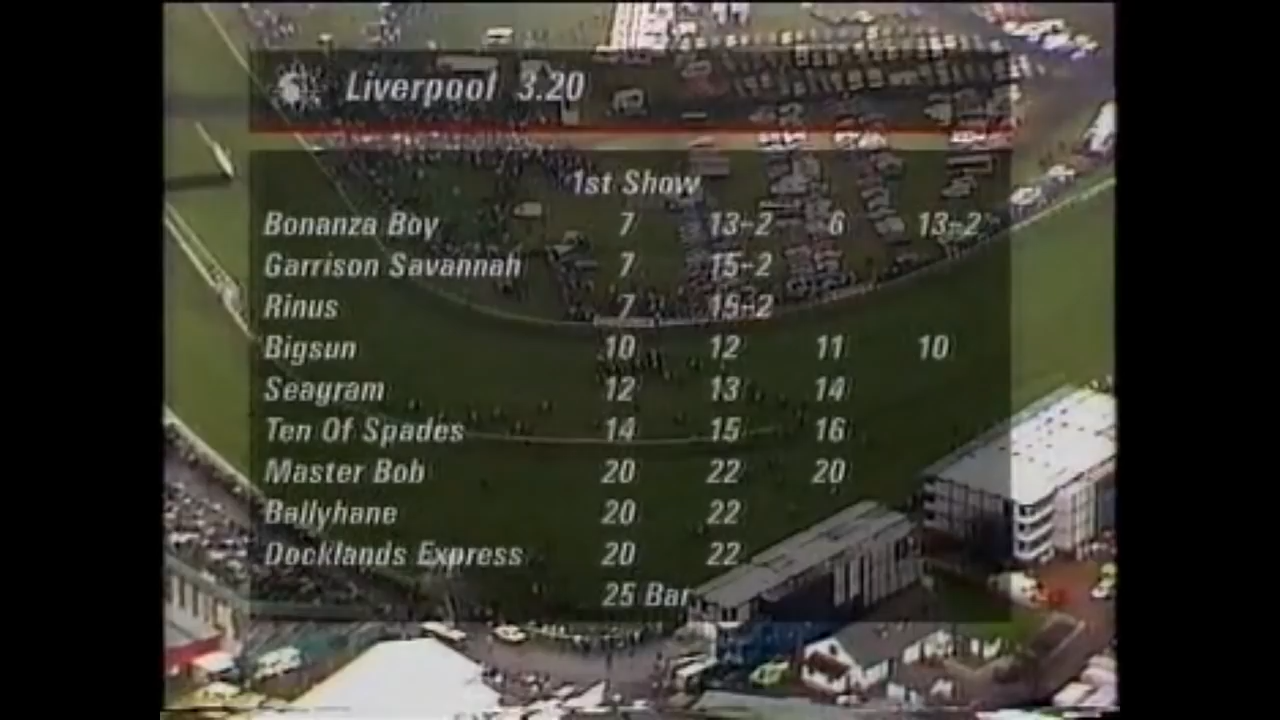 Liverpool 3.20
1st Show
Bonanza Boy 7 13-2 6 13-2
Garrison Savannah 7 15-2
Rinus 7 15-2
Bigsun 10 12 11 10
Seagram 12 13 14
Ten Of Spades 14 15 16
Master Bob 20 22 20
Ballyhane 20 22
Docklands Express 20 22
25 Bar